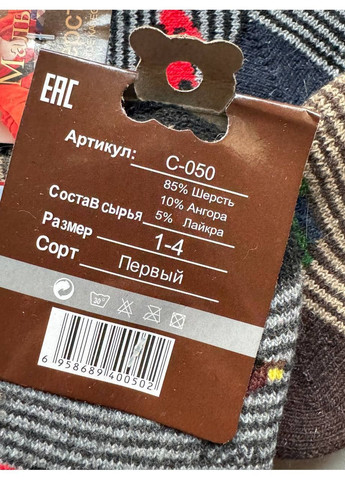 Маль
ЕАС
Артикул: С-050
85% Шерсть
10% Ангора
Состав сырья 5% Лайкра
Размер 1-4
Сорт Первый
30°
6 958689 400502